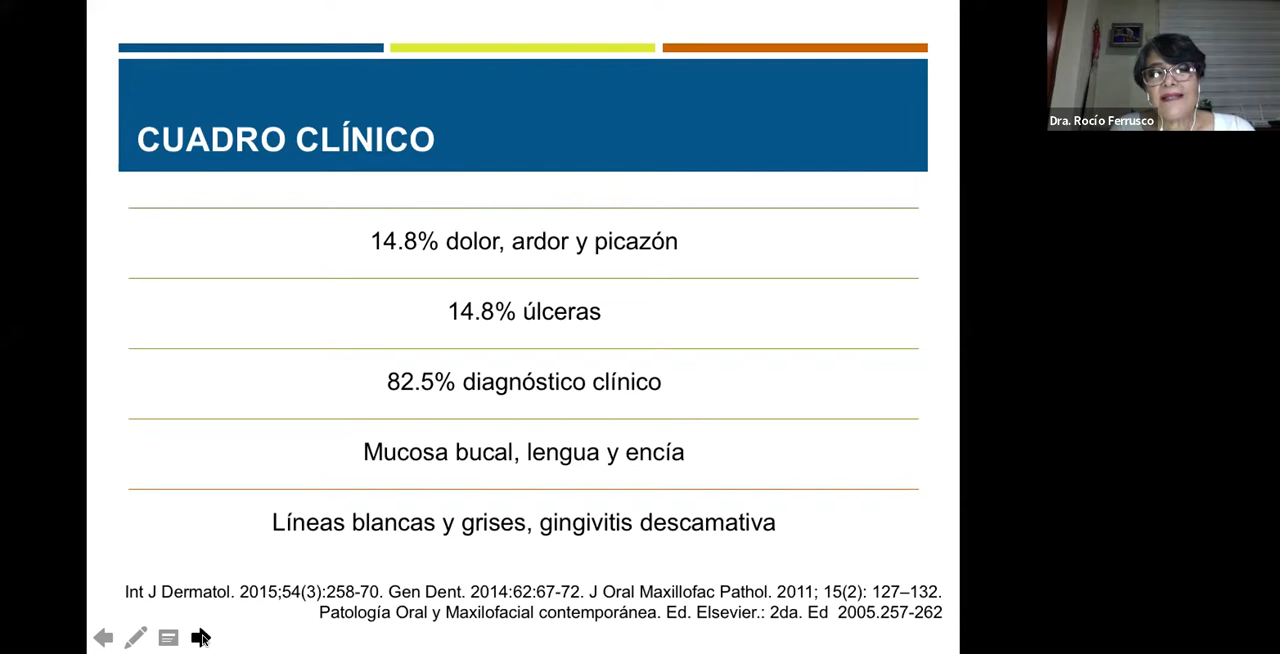 CUADRO CLÍNICO
14.8% dolor, ardor y picazón
14.8% úlceras
82.5% diagnóstico clínico
Mucosa bucal, lengua y encía
Líneas blancas y grises, gingivitis descamativa
Int J Dermatol. 2015;54(3):258-70. Gen Dent. 2014:62:67-72. J Oral Maxillofac Pathol. 2011; 15(2): 127–132.
Patología Oral y Maxilofacial contemporánea. Ed. Elsevier.: 2da. Ed 2005.257-262
Dra. Rocío Ferrusco